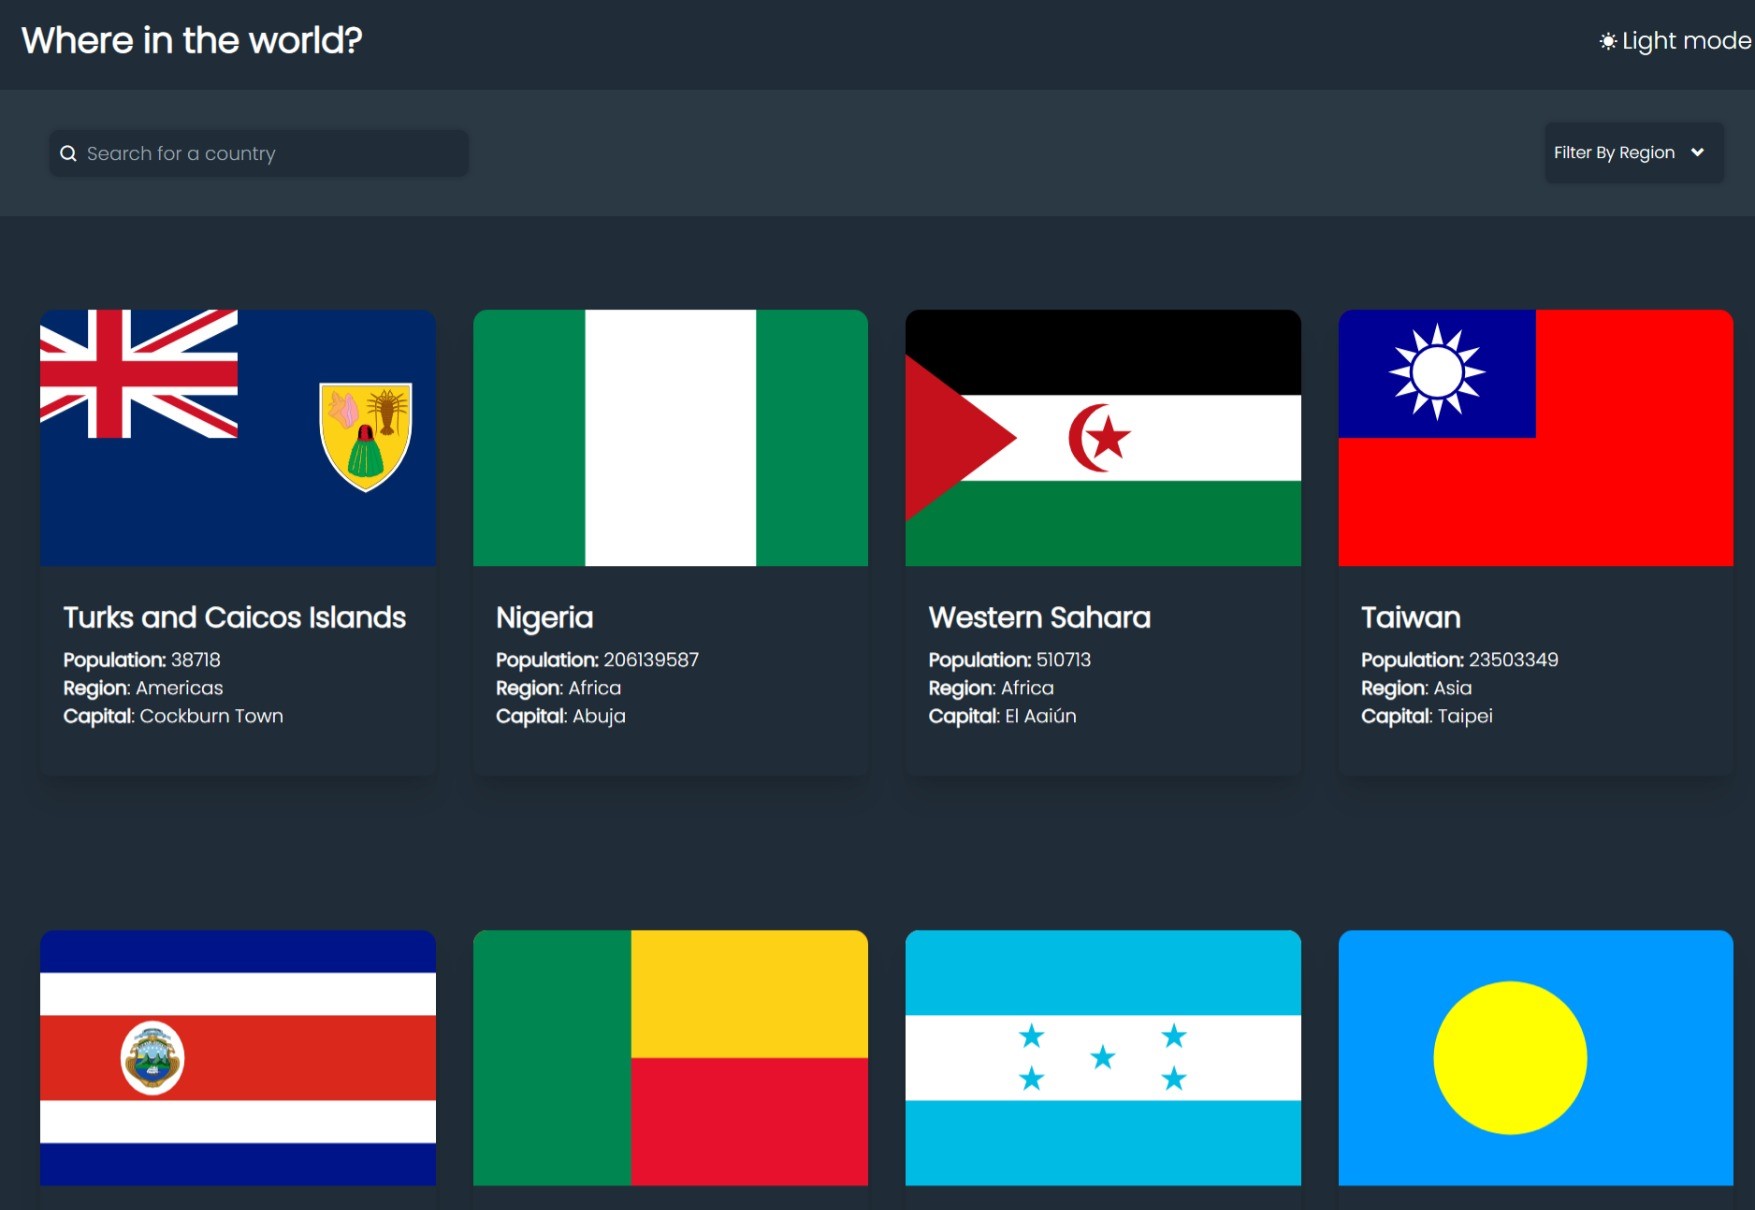 Where in the world?
Light mode
Search for a country
Filter By Region
Turks and Caicos Islands
Population: 38718
Region: Americas
Capital: Cockburn Town
Nigeria
Population: 206139587
Region: Africa
Capital: Abuja
Western Sahara
Population: 510713
Region: Africa
Capital: El Aaiún
Taiwan
Population: 23503349
Region: Asia
Capital: Taipei